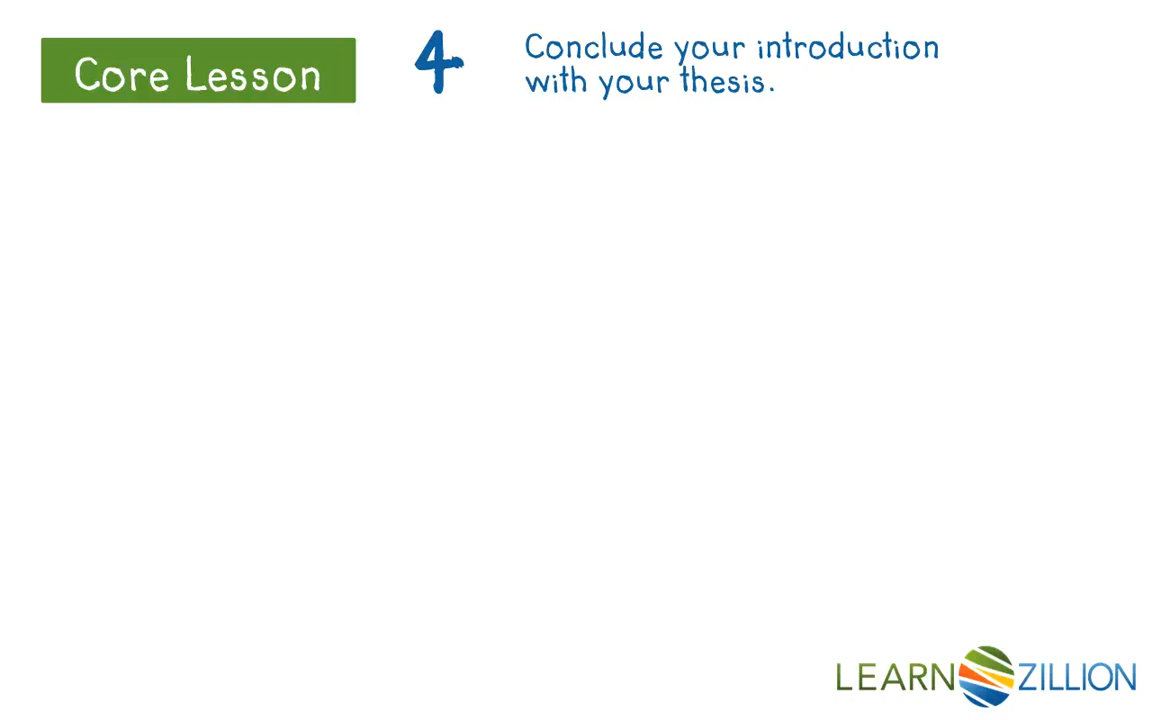 Core Lesson
4
Conclude your introduction
with your thesis.
LEARNZILLION